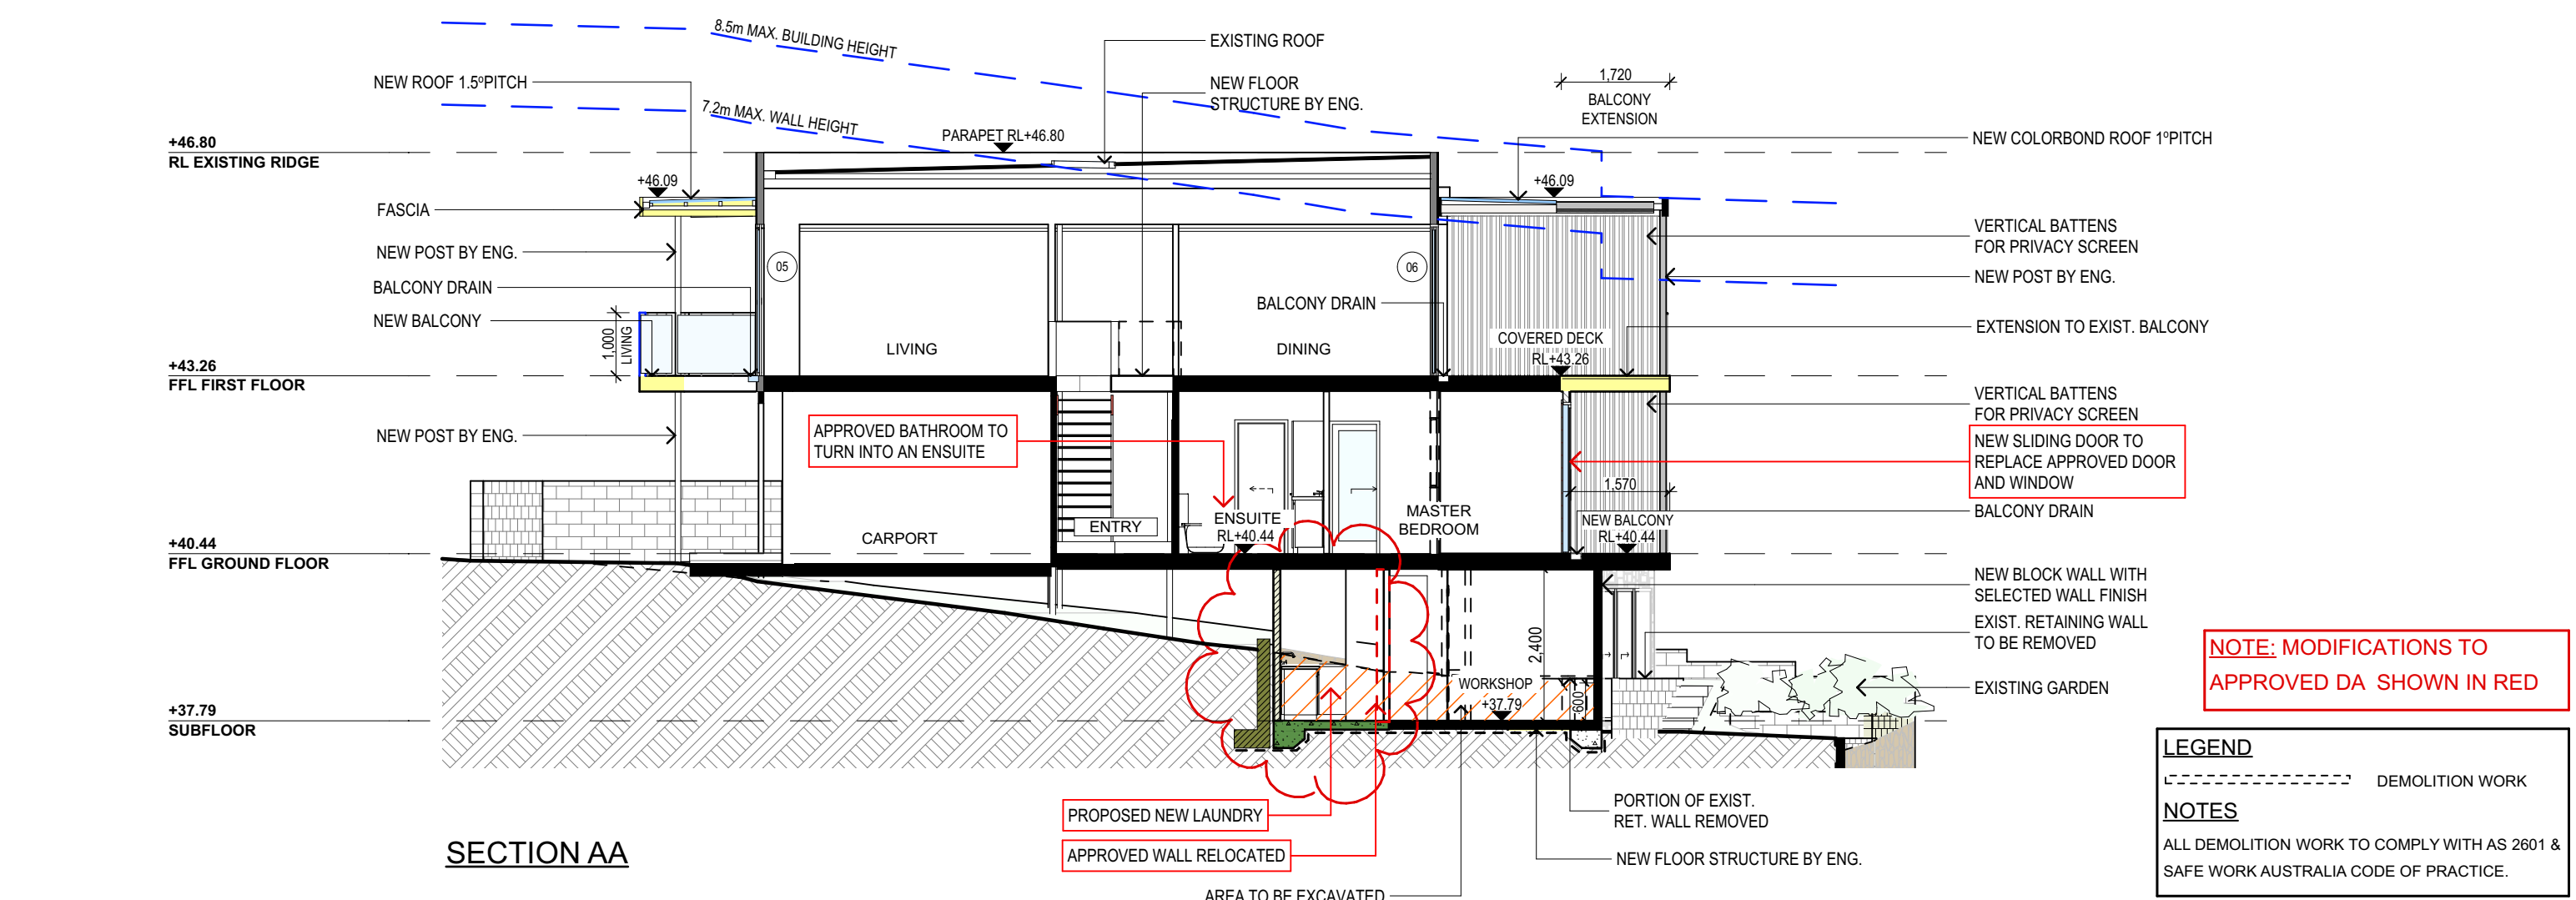 8.5m MAX. BUILDING HEIGHT
EXISTING ROOF
NEW ROOF 1.5ºPITCH
NEW FLOOR
STRUCTURE BY ENG.
1,720
BALCONY
EXTENSION
7.2m MAX. WALL HEIGHT
PARAPET RL+46.80
NEW COLORBOND ROOF 1ºPITCH
+46.80
RL EXISTING RIDGE
+46.09
+46.09
FASCIA
VERTICAL BATTENS
FOR PRIVACY SCREEN
NEW POST BY ENG.
05
06
NEW POST BY ENG.
BALCONY DRAIN
BALCONY DRAIN
NEW BALCONY
1,000
LIVING
LIVING
DINING
COVERED DECK
RL+43.26
EXTENSION TO EXIST. BALCONY
+43.26
FFL FIRST FLOOR
VERTICAL BATTENS
FOR PRIVACY SCREEN
NEW POST BY ENG.
APPROVED BATHROOM TO
TURN INTO AN ENSUITE
NEW SLIDING DOOR TO
REPLACE APPROVED DOOR
AND WINDOW
1,570
CARPORT
ENTRY
ENSUITE
RL+40.44
MASTER
BEDROOM
NEW BALCONY
RL+40.44
BALCONY DRAIN
+40.44
FFL GROUND FLOOR
NEW BLOCK WALL WITH
SELECTED WALL FINISH
EXIST. RETAINING WALL
TO BE REMOVED
2,400
WORKSHOP
+37.79
600
EXISTING GARDEN
NOTE: MODIFICATIONS TO
APPROVED DA SHOWN IN RED
+37.79
SUBFLOOR
LEGEND
DEMOLITION WORK
NOTES
ALL DEMOLITION WORK TO COMPLY WITH AS 2601 &
SAFE WORK AUSTRALIA CODE OF PRACTICE.
PROPOSED NEW LAUNDRY
PORTION OF EXIST.
RET. WALL REMOVED
APPROVED WALL RELOCATED
NEW FLOOR STRUCTURE BY ENG.
SECTION AA
AREA TO BE EXCAVATED